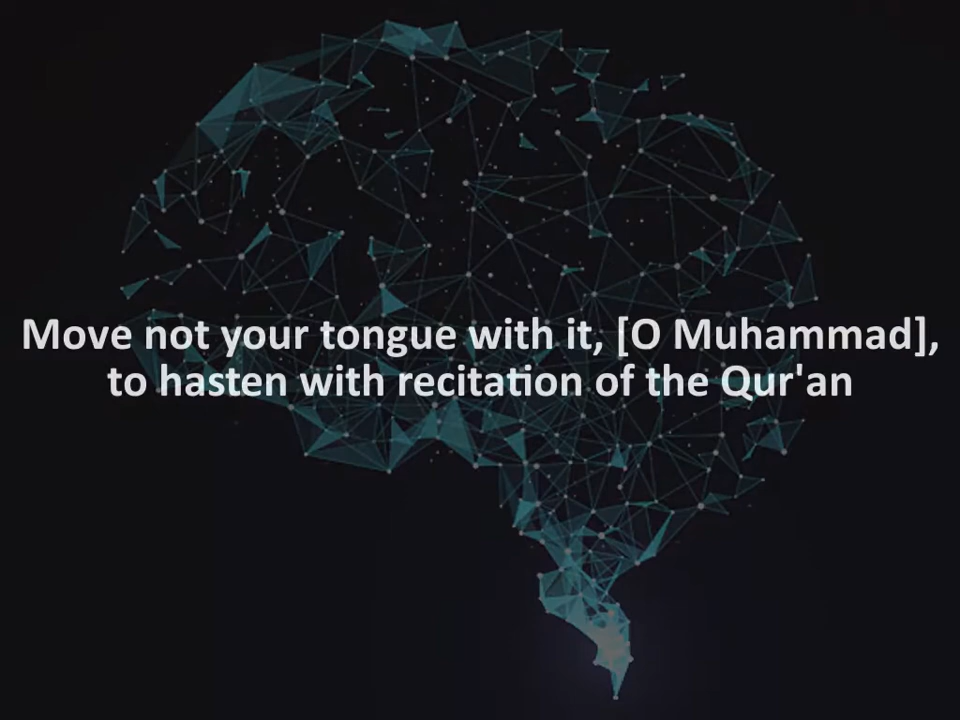 Move not your tongue with it, [O Muhammad],
to hasten with recitation of the Qur'an